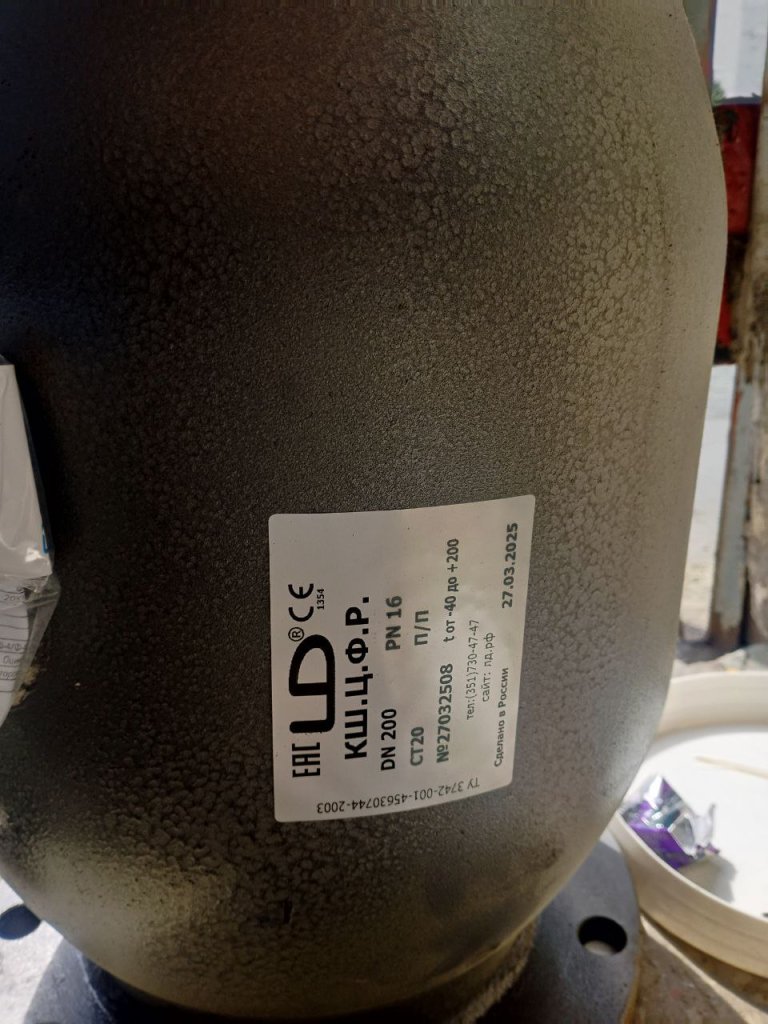 EAC LD® CE
1354
КШ.Ц.Ф.Р.
DN 200 PN 16
СТ20 П/П
№27032508 t от -40 до +200
тел:(351)730-47-47
сайт: лд.рф
Сделано в России 27.03.2025
ТУ 3742-001-45630744-2003